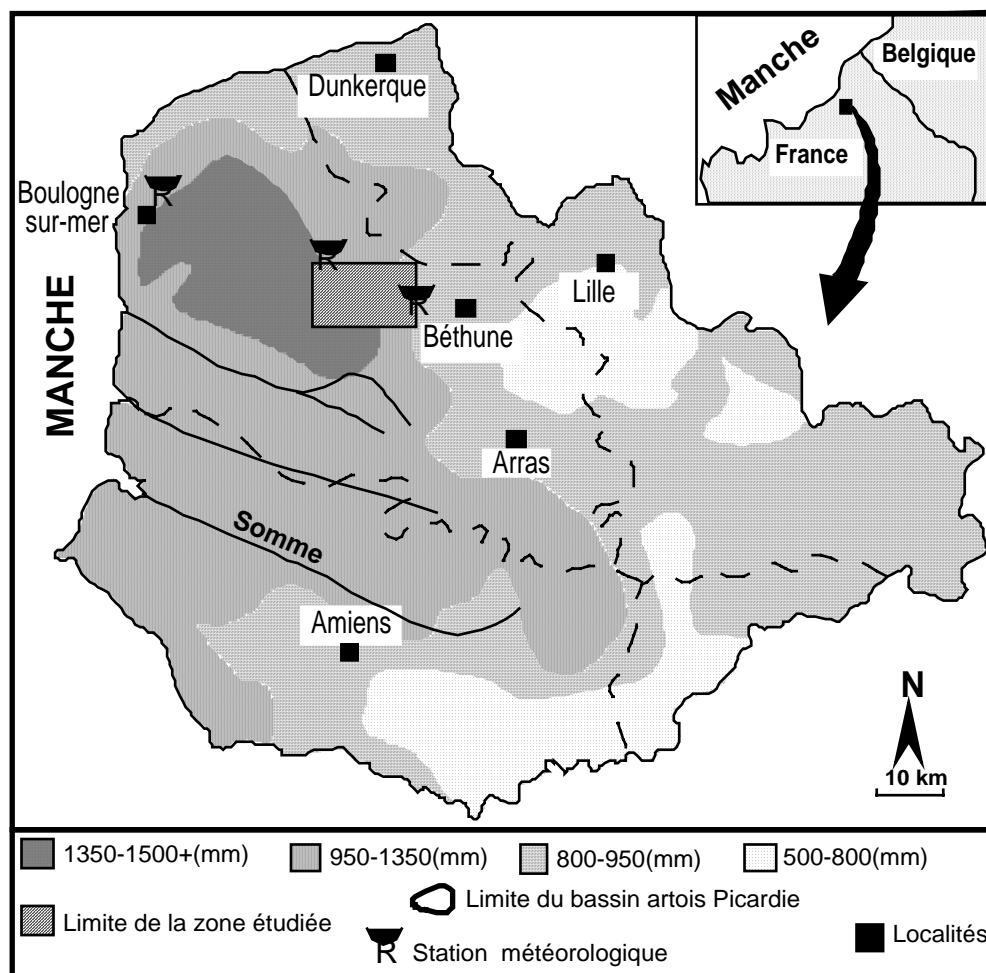 Manche
Belgique
France
Dunkerque
Boulogne
sur-mer
R
R
R
Lille
Béthune
MANCHE
Arras
Somme
Amiens
N
10 km
1350-1500+(mm)
950-1350(mm)
800-950(mm)
500-800(mm)
Limite de la zone étudiée
Limite du bassin artois Picardie
R
Station météorologique
Localités